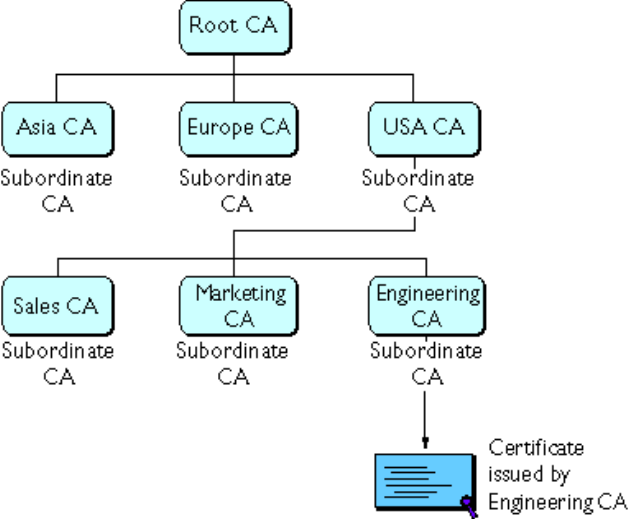 Root CA
Asia CA
Europe CA
USA CA
Subordinate
CA
Subordinate
CA
Subordinate
CA
Sales CA
Marketing
CA
Engineering
CA
Subordinate
CA
Subordinate
CA
Subordinate
CA
Certificate
issued by
Engineering CA